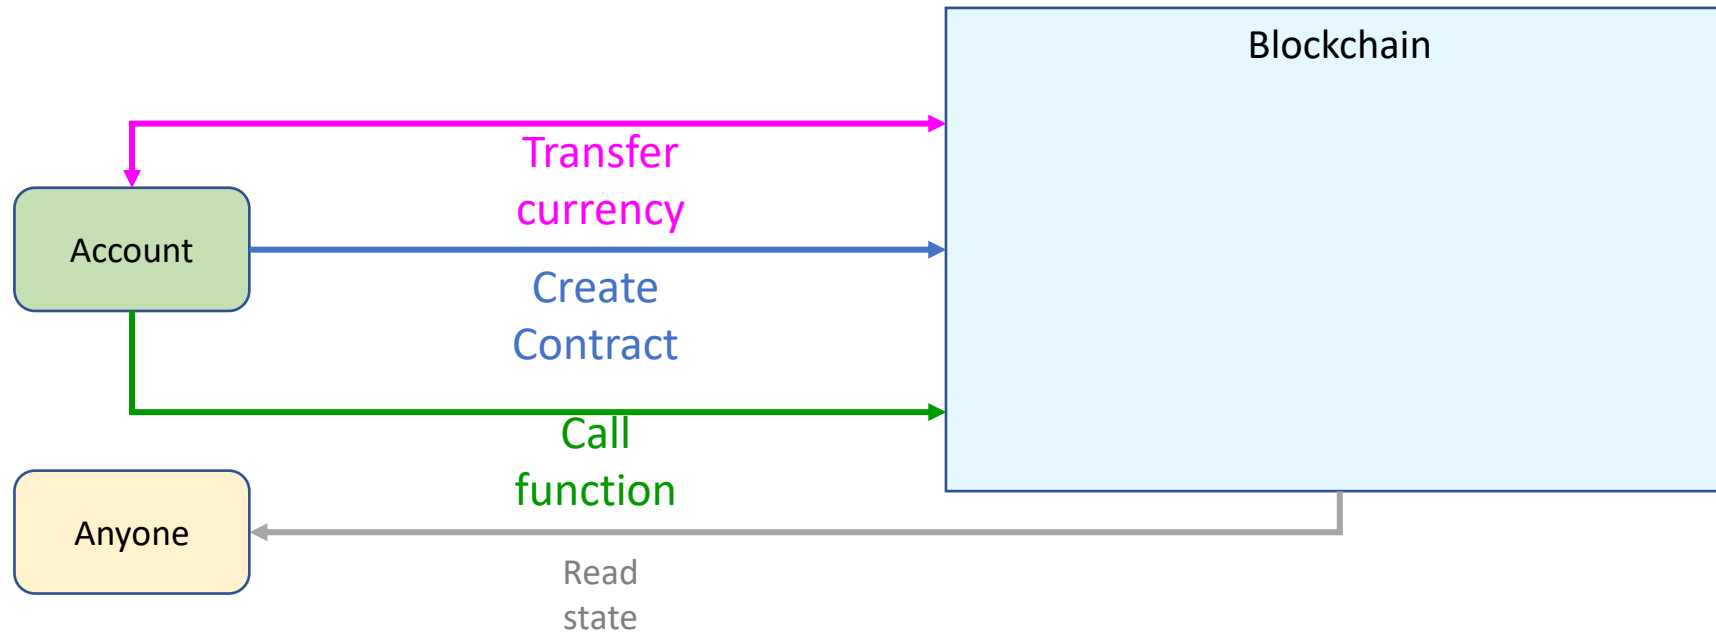 Blockchain
Transfer
currency
Account
Create
Contract
Call
function
Anyone
Read
state